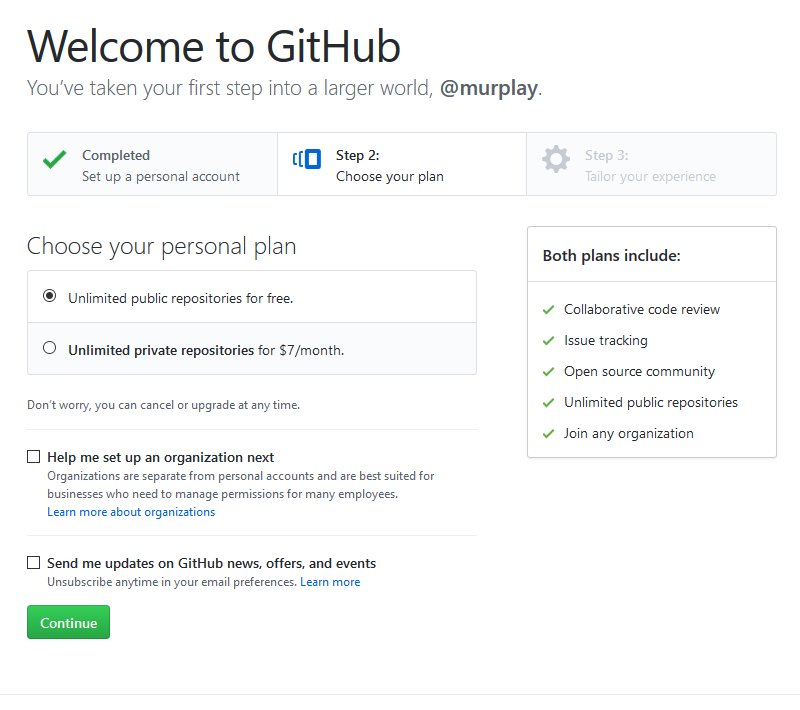 Welcome to GitHub
You’ve taken your first step into a larger world, @murplay.
Completed
Set up a personal account
Step 2:
Choose your plan
Step 3:
Tailor your experience
Choose your personal plan
Unlimited public repositories for free.
Unlimited private repositories for $7/month.
Don’t worry, you can cancel or upgrade at any time.
Help me set up an organization next
Organizations are separate from personal accounts and are best suited for
businesses who need to manage permissions for many employees.
Learn more about organizations
Send me updates on GitHub news, offers, and events
Unsubscribe anytime in your email preferences. Learn more
Continue
Both plans include:
Collaborative code review
Issue tracking
Open source community
Unlimited public repositories
Join any organization